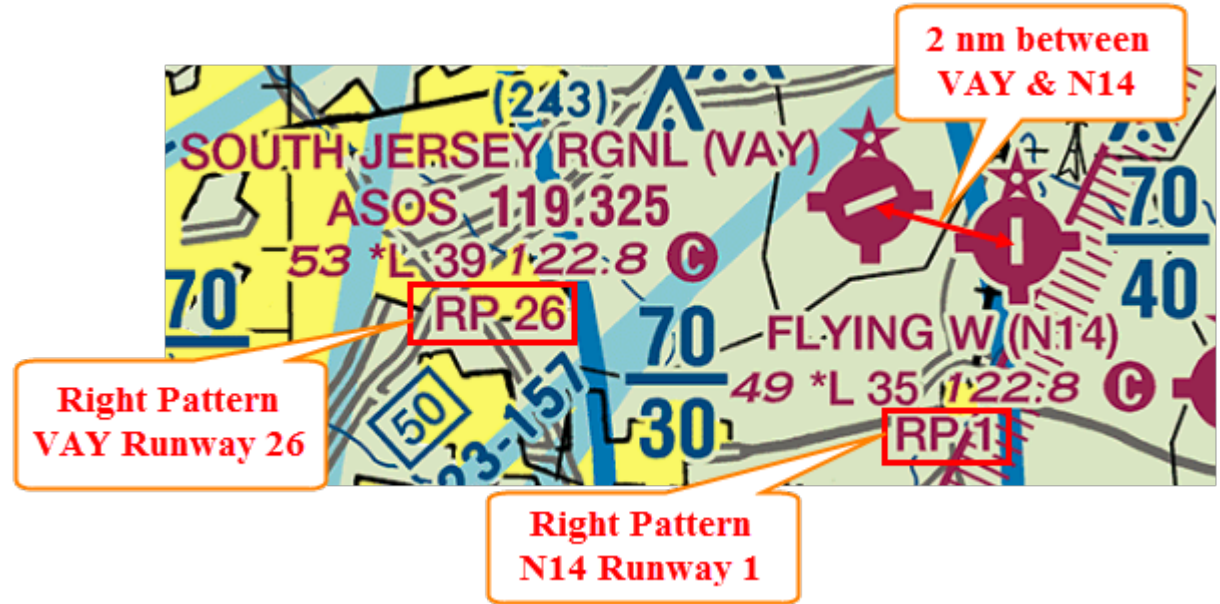 2 nm between
VAY & N14
(243)
SOUTH JERSEY RGNL (VAY)
ASOS 119.325
53 *L 39 122.8 C
RP 26
70
70
30
70
40
FLYING W (N14)
49 *L 35 122.8 C
RP 1
50
23-157
Right Pattern
VAY Runway 26
Right Pattern
N14 Runway 1